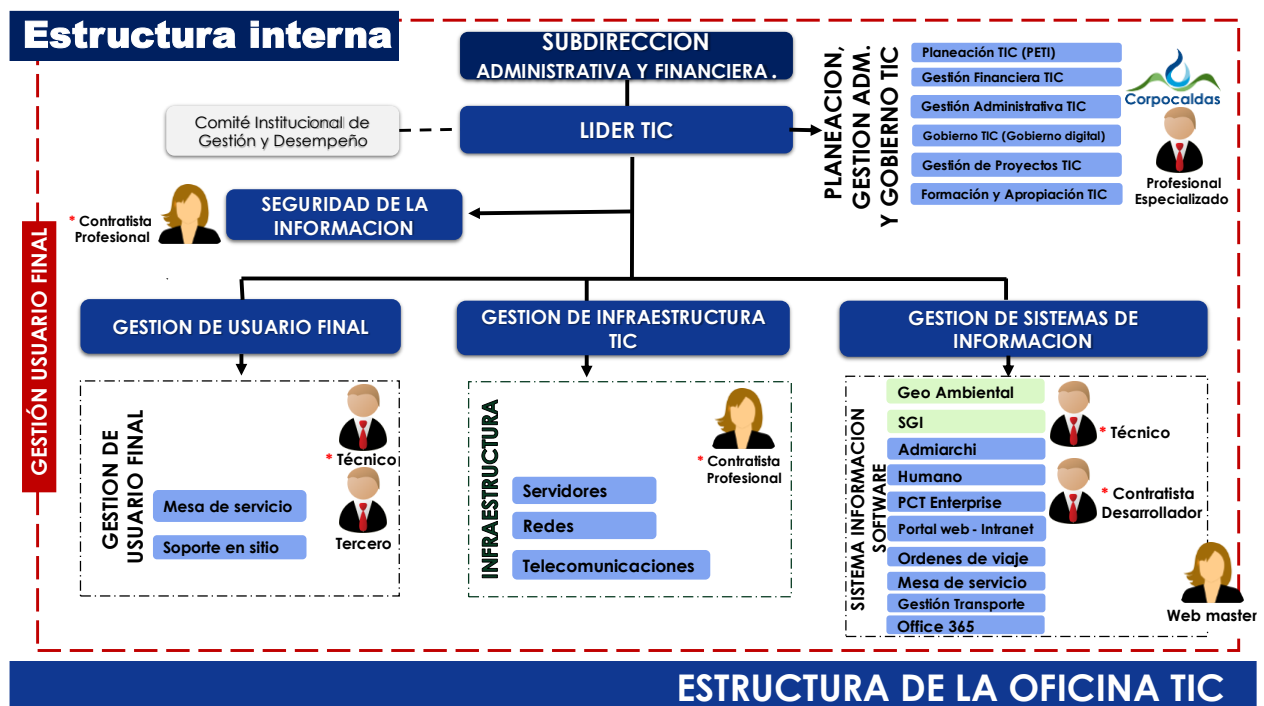 Estructura interna
SUBDIRECCION
ADMINISTRATIVA Y FINANCIERA .
Comité Institucional de
Gestión y Desempeño
LIDER TIC
PLANEACION,
GESTION ADM.
Y GOBIERNO TIC
Planeación TIC (PETI)
Gestión Financiera TIC
Gestión Administrativa TIC
Gobierno TIC (Gobierno digital)
Gestión de Proyectos TIC
Formación y Apropiación TIC
Corpocaldas
Profesional
Especializado
* Contratista
Profesional
SEGURIDAD DE LA
INFORMACION
GESTIÓN USUARIO FINAL
GESTION DE USUARIO FINAL
GESTION DE INFRAESTRUCTURA
TIC
GESTION DE SISTEMAS DE
INFORMACION
GESTION DE
USUARIO FINAL
* Técnico
Mesa de servicio
Soporte en sitio
Tercero
INFRAESTRUCTURA
* Contratista
Profesional
Servidores
Redes
Telecomunicaciones
SISTEMA INFORMACION
SOFTWARE
Geo Ambiental
SGI
Admiarchi
Humano
PCT Enterprise
Portal web - Intranet
Ordenes de viaje
Mesa de servicio
Gestión Transporte
Office 365
* Técnico
* Contratista
Desarrollador
Web master
ESTRUCTURA DE LA OFICINA TIC